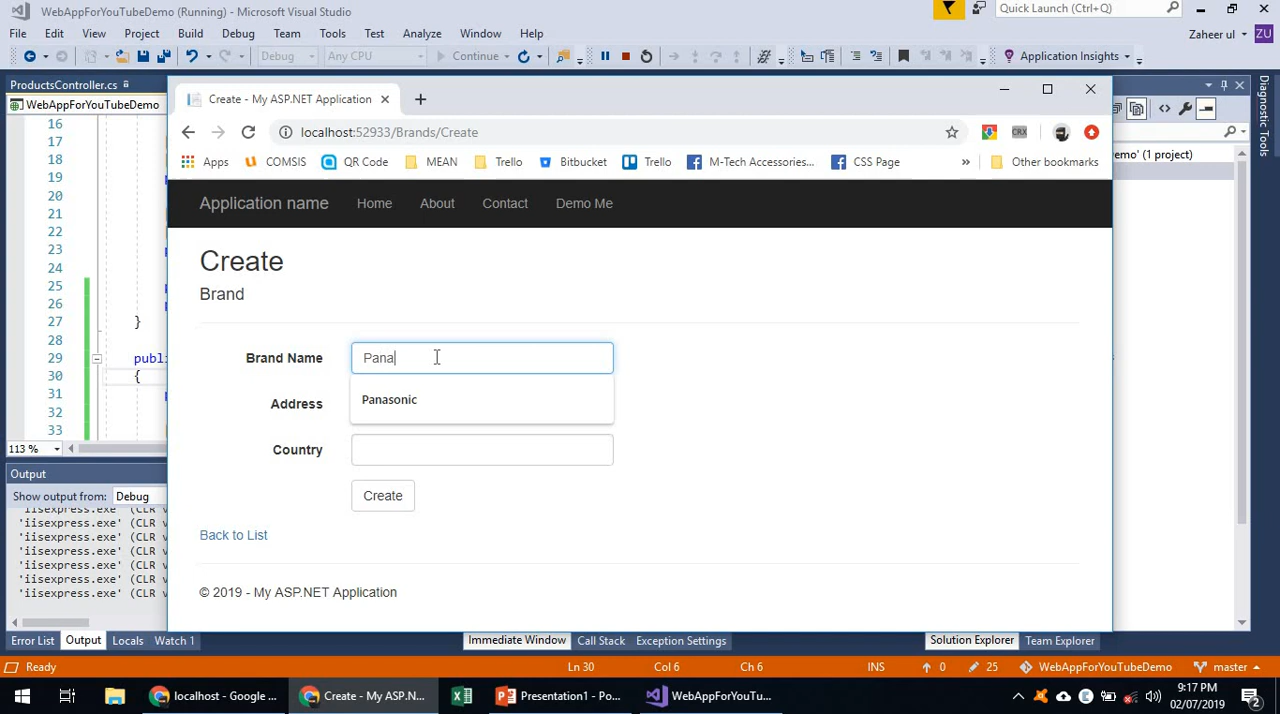 WebAppForYouTubeDemo (Running) - Microsoft Visual Studio
Quick Launch (Ctrl+Q)
File Edit View Project Build Debug Team Tools Test Analyze Window Help
Zaheer ul ZU
Debug Any CPU Continue Application Insights
ProductsController.cs
WebAppForYouTubeDemo
Create - My ASP.NET Application
localhost:52933/Brands/Create
CRX
Apps COMSIS QR Code MEAN Trello Bitbucket Trello M-Tech Accessories... CSS Page » Other bookmarks
Application name Home About Contact Demo Me
Create
Brand
Brand Name Pana
Panasonic
Address
Country
Create
Back to List
© 2019 - My ASP.NET Application
16
17
18
19
20
21
22
23
24
25
26
27 }
28
29 publi
30 {
31
32
33
113 %
emo' (1 project)
Diagnostic Tools
Output
Show output from: Debug
'iisexpress.exe' (CLR v
'iisexpress.exe' (CLR v
'iisexpress.exe' (CLR v
'iisexpress.exe' (CLR v
'iisexpress.exe' (CLR v
'iisexpress.exe' (CLR v
'iisexpress.exe' (CLR v
Error List Output Locals Watch 1 Immediate Window Call Stack Exception Settings Solution Explorer Team Explorer
Ready Ln 30 Col 6 Ch 6 INS 0 25 WebAppForYouTubeDemo master
localhost - Google ... Create - My ASP.N... Presentation1 - Po... WebAppForYouTu...
9:17 PM
02/07/2019
2